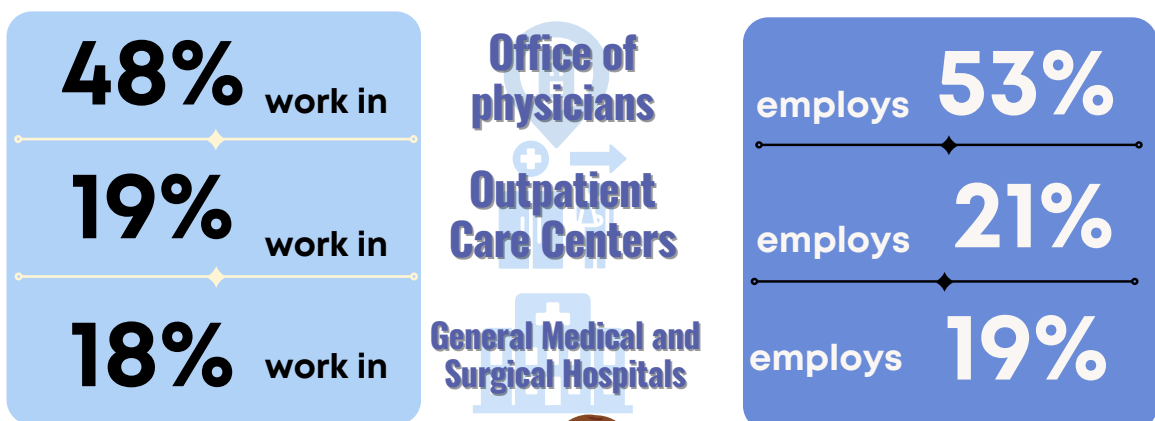 48% work in
Office of
physicians
employs 53%
19% work in
Outpatient
Care Centers
employs 21%
18% work in
General Medical and
Surgical Hospitals
employs 19%